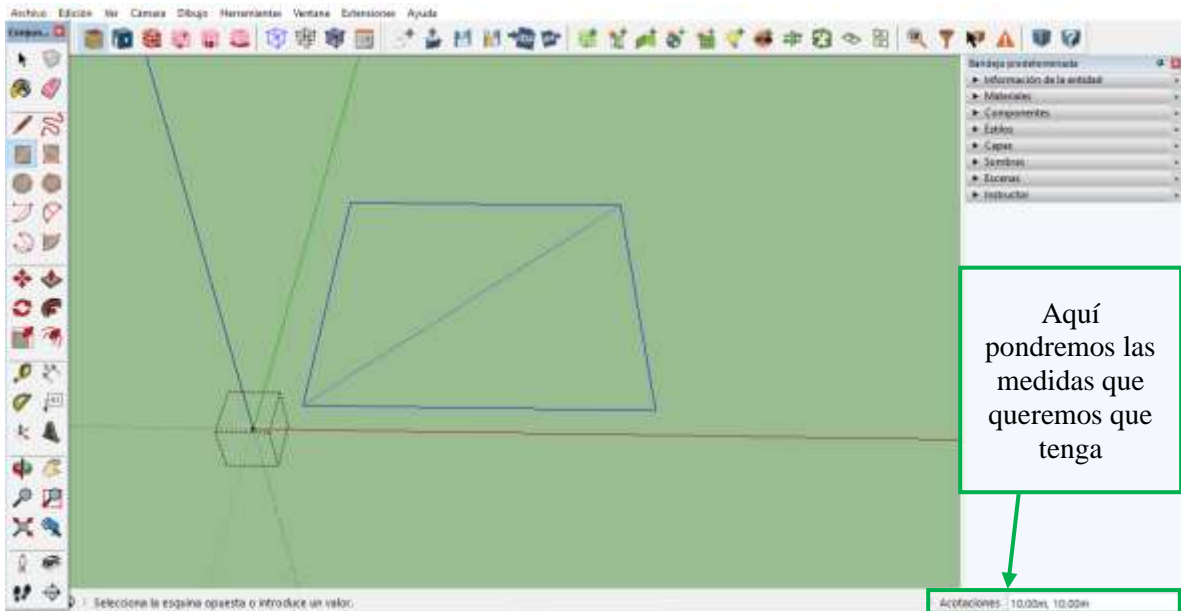 Archivo Edición Ver Cámara Dibujo Herramientas Ventana Extensiones Ayuda
Bandeja predeterminada
Información de la entidad
Materiales
Componentes
Estilos
Capas
Sombras
Escenas
Instructor
Aquí
pondremos las
medidas que
queremos que
tenga
Selecciona la esquina opuesta o introduce un valor.
Acotaciones 10,00m, 10,00m